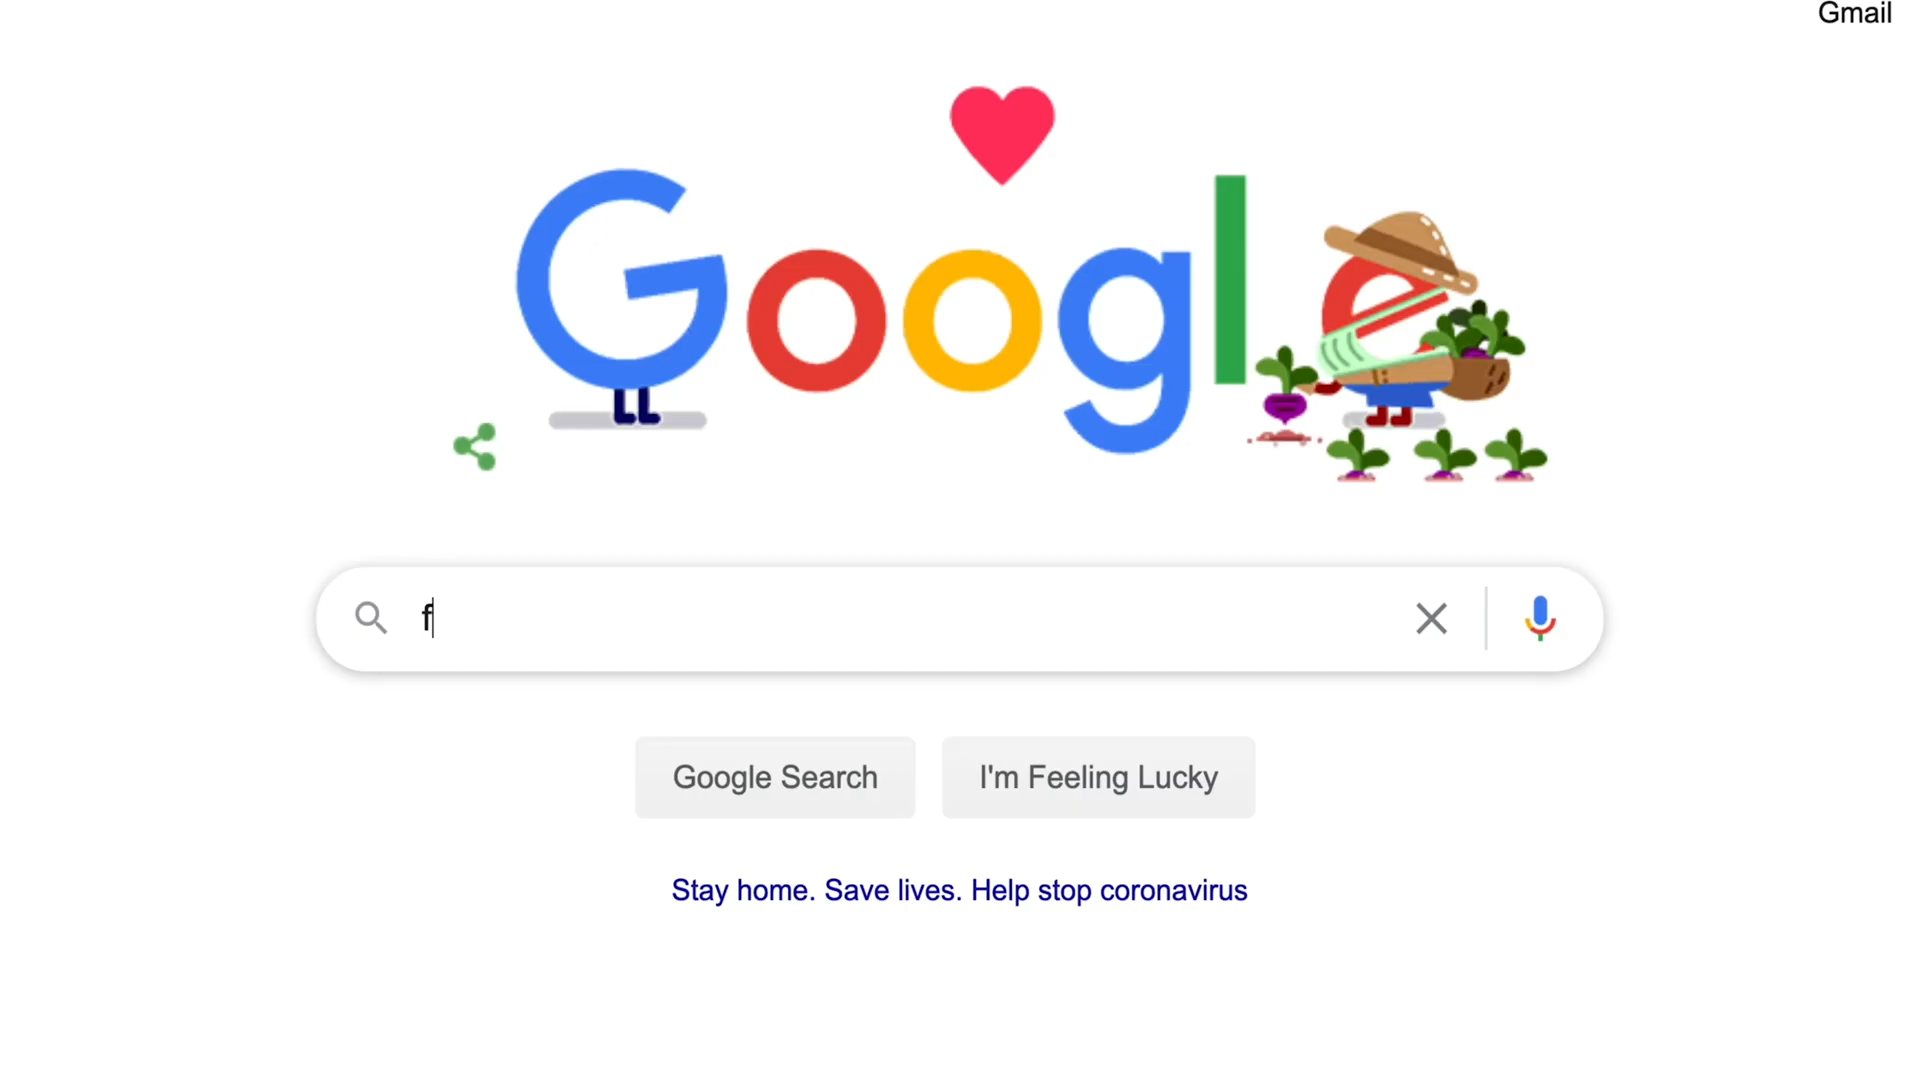 Gmail
Google
f
Google Search
I'm Feeling Lucky
Stay home. Save lives. Help stop coronavirus